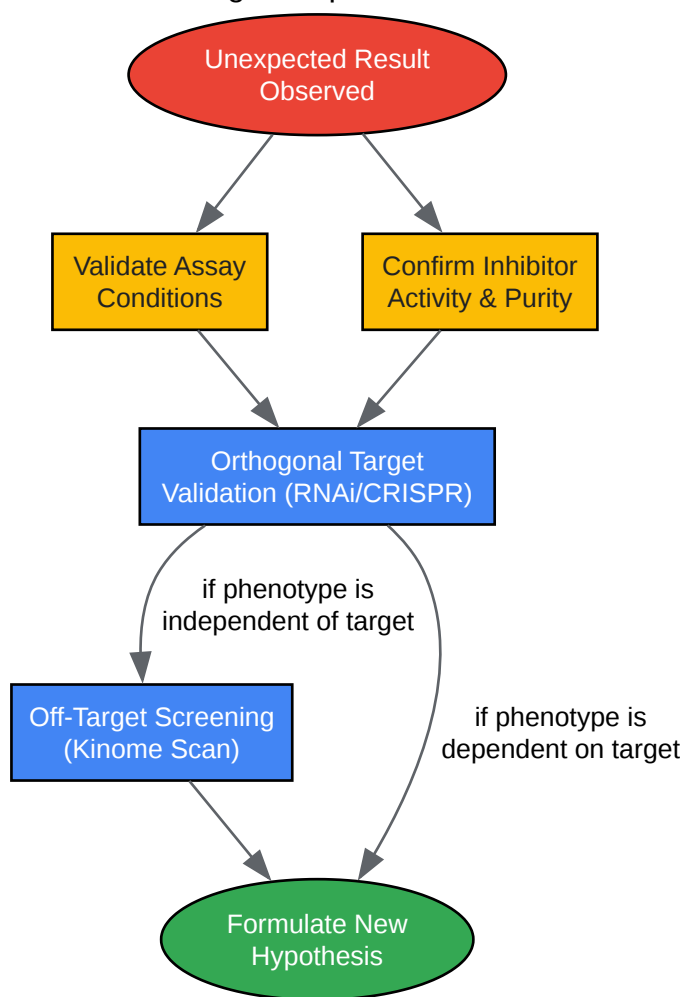 Unexpected Result
Observed
Validate Assay
Conditions
Confirm Inhibitor
Activity & Purity
Orthogonal Target
Validation (RNAi/CRISPR)
if phenotype is
independent of target
Off-Target Screening
(Kinome Scan)
if phenotype is
dependent on target
Formulate New
Hypothesis